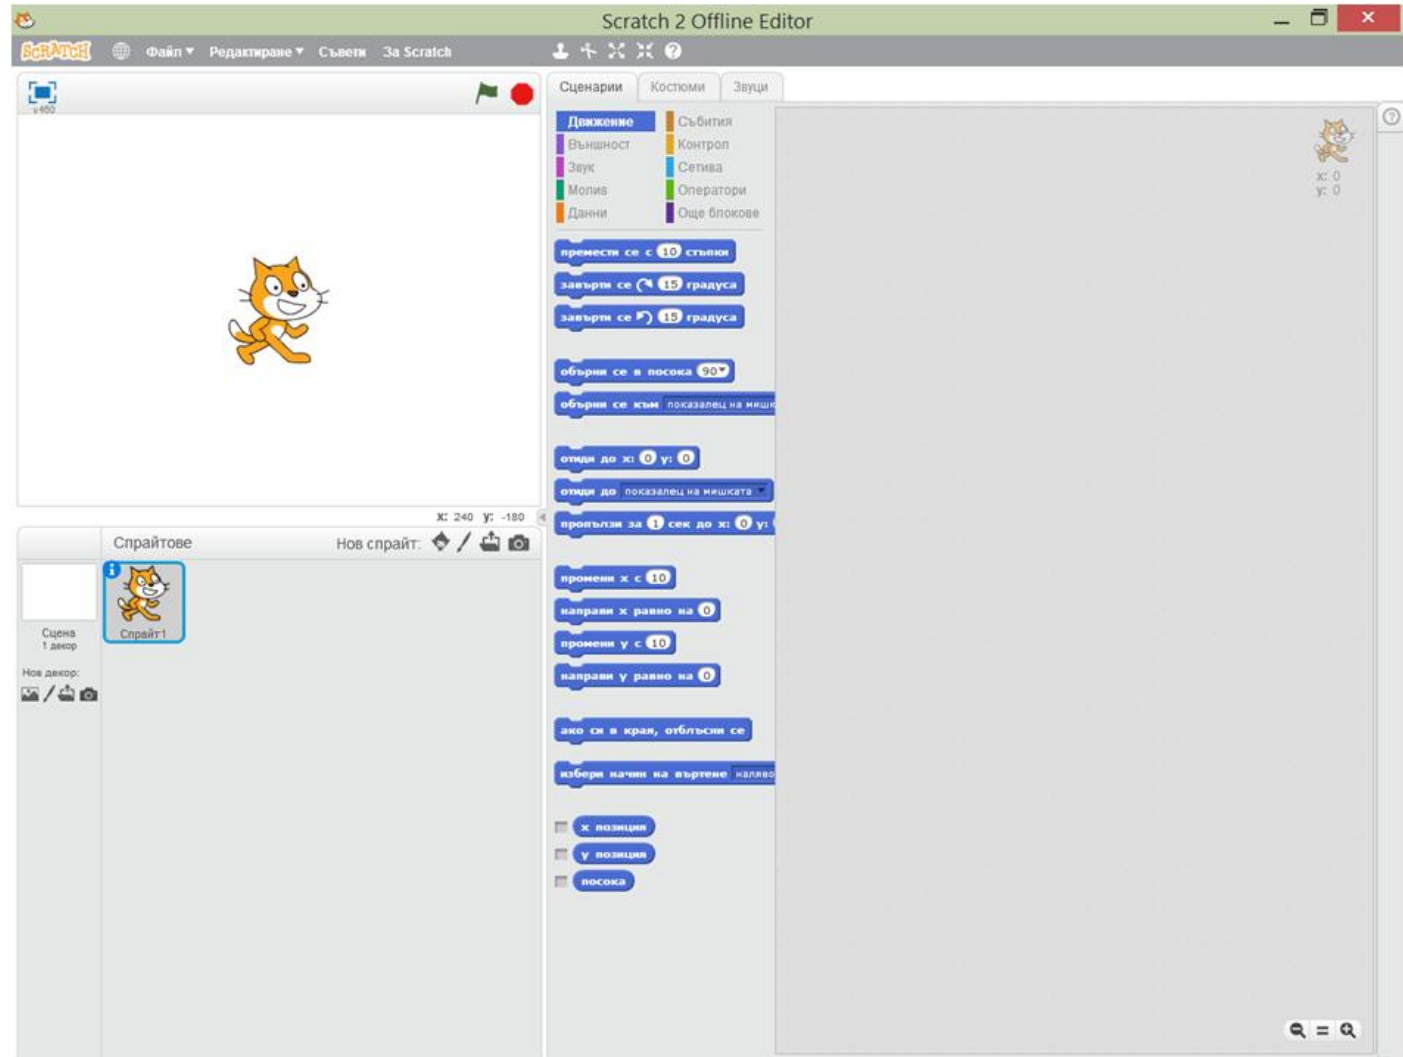 Scratch 2 Offline Editor
SCRATCH Файл Редактиране Съвети За Scratch
v460
x: 240 y: -180
Спрайтове Нов спрайт:
Сцена
1 декор
Спрайт1
Нов декор:
Сценарии Костюми Звуци
Движение Събития
Външност Контрол
Звук Сетива
Молив Оператори
Данни Още блокове
премести се с 10 стъпки
завърти се 15 градуса
завърти се 15 градуса
обърни се в посока 90
обърни се към показалец на мишк
отиди до x: 0 y: 0
отиди до показалец на мишката
пропълзи за 1 сек до x: 0 y:
промени x с 10
направи x равно на 0
промени y с 10
направи y равно на 0
ако си в края, отблъсни се
избери начин на въртене наляво
x позиция
y позиция
посока
x: 0
y: 0